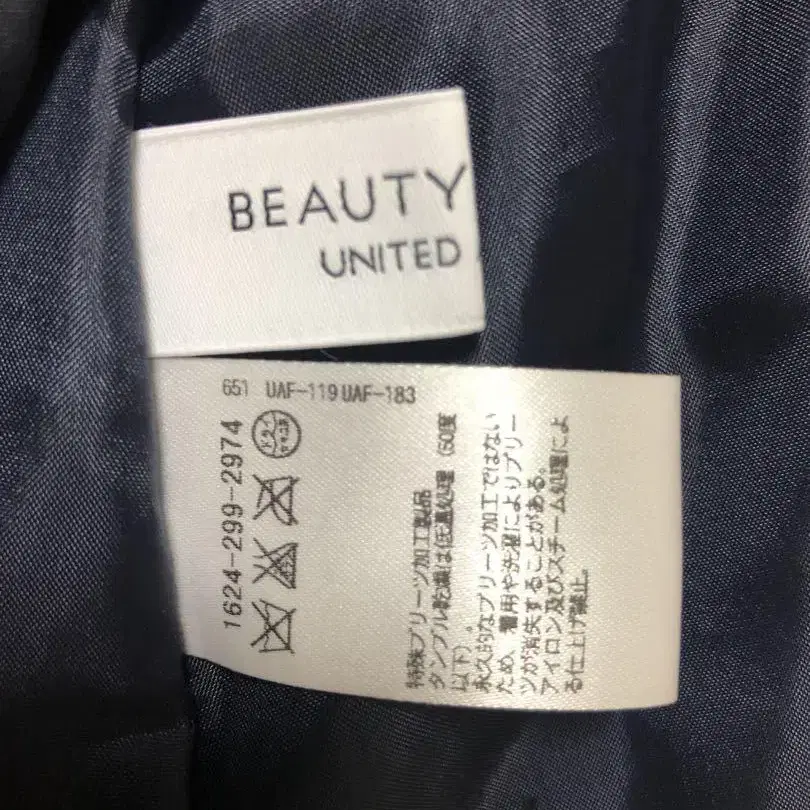 BEAUTY
UNITED
651 UAF-119 UAF-183
1624-299-2974
ドライ
特殊プリーツ加工製品
タンブル乾燥は低温処理(60度
以下)。
永久的なプリーツ加工ではない
ため、着用や洗濯によりプリー
ツが消失することがある。
アイロン及びスチーム処理によ
る仕上げ禁止。